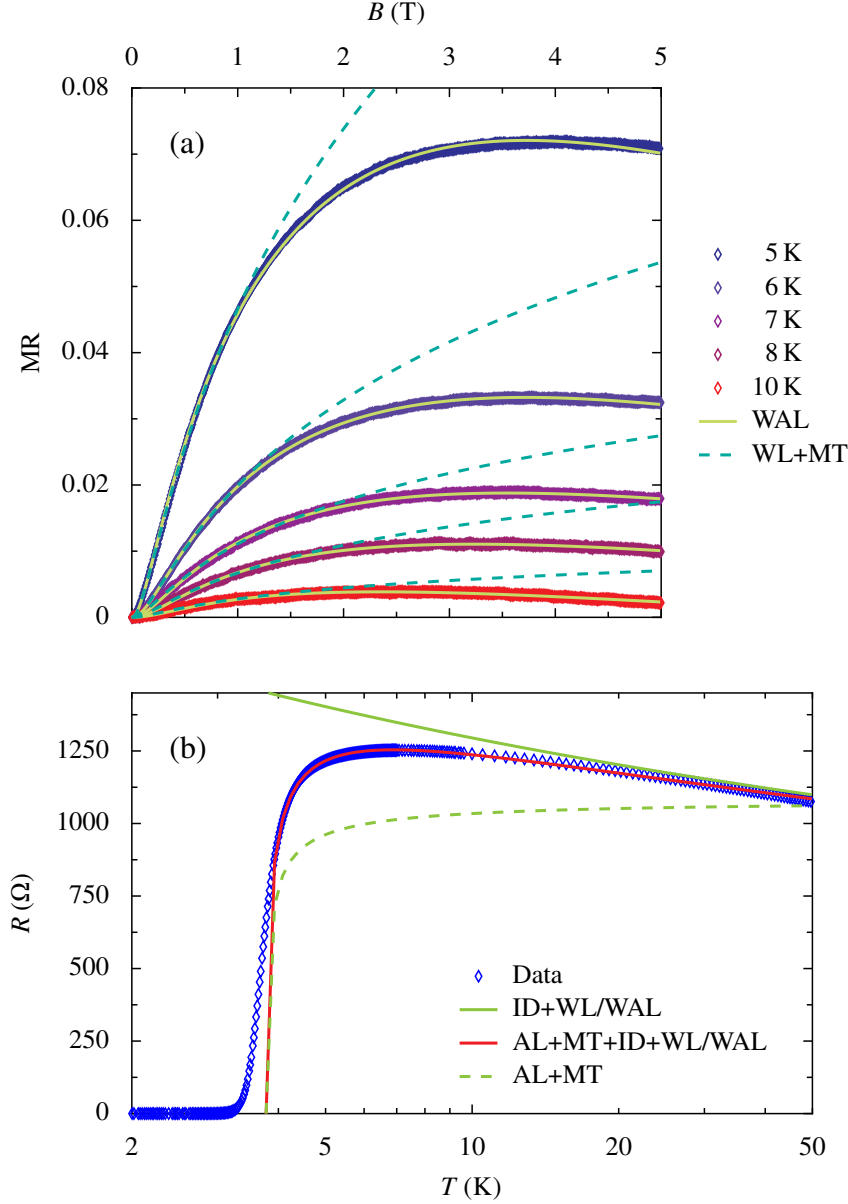 B (T)
0 1 2 3 4 5
0.08
(a)
0.06
5 K
6 K
7 K
MR
0.04
8 K
10 K
WAL
WL+MT
0.02
0
(b)
1250
1000
R (Ω)
750
500
Data
ID+WL/WAL
250
AL+MT+ID+WL/WAL
AL+MT
0
2 5 10 20 50
T (K)